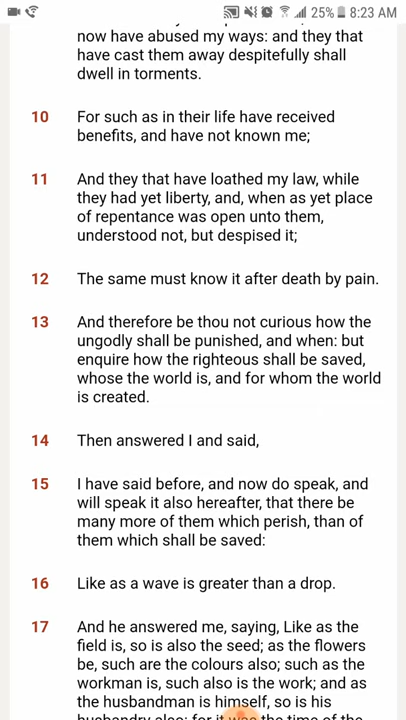 25% 8:23 AM
now have abused my ways: and they that
have cast them away despitefully shall
dwell in torments.
10 For such as in their life have received
benefits, and have not known me;
11 And they that have loathed my law, while
they had yet liberty, and, when as yet place
of repentance was open unto them,
understood not, but despised it;
12 The same must know it after death by pain.
13 And therefore be thou not curious how the
ungodly shall be punished, and when: but
enquire how the righteous shall be saved,
whose the world is, and for whom the world
is created.
14 Then answered I and said,
15 I have said before, and now do speak, and
will speak it also hereafter, that there be
many more of them which perish, than of
them which shall be saved:
16 Like as a wave is greater than a drop.
17 And he answered me, saying, Like as the
field is, so is also the seed; as the flowers
be, such are the colours also; such as the
workman is, such also is the work; and as
the husbandman is himself, so is his
husbandry also: for it was the time of the